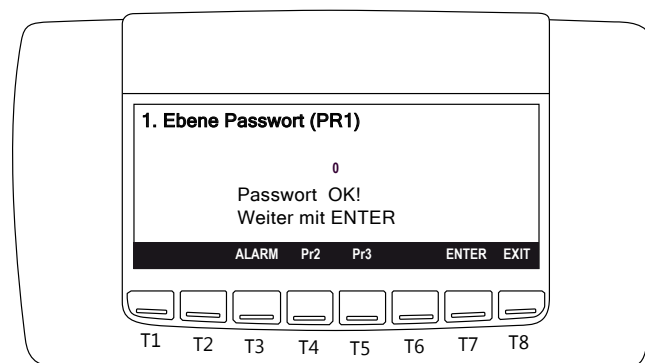 1. Ebene Passwort (PR1)
0
Passwort OK!
Weiter mit ENTER
ALARM Pr2 Pr3 ENTER EXIT
T1 T2 T3 T4 T5 T6 T7 T8